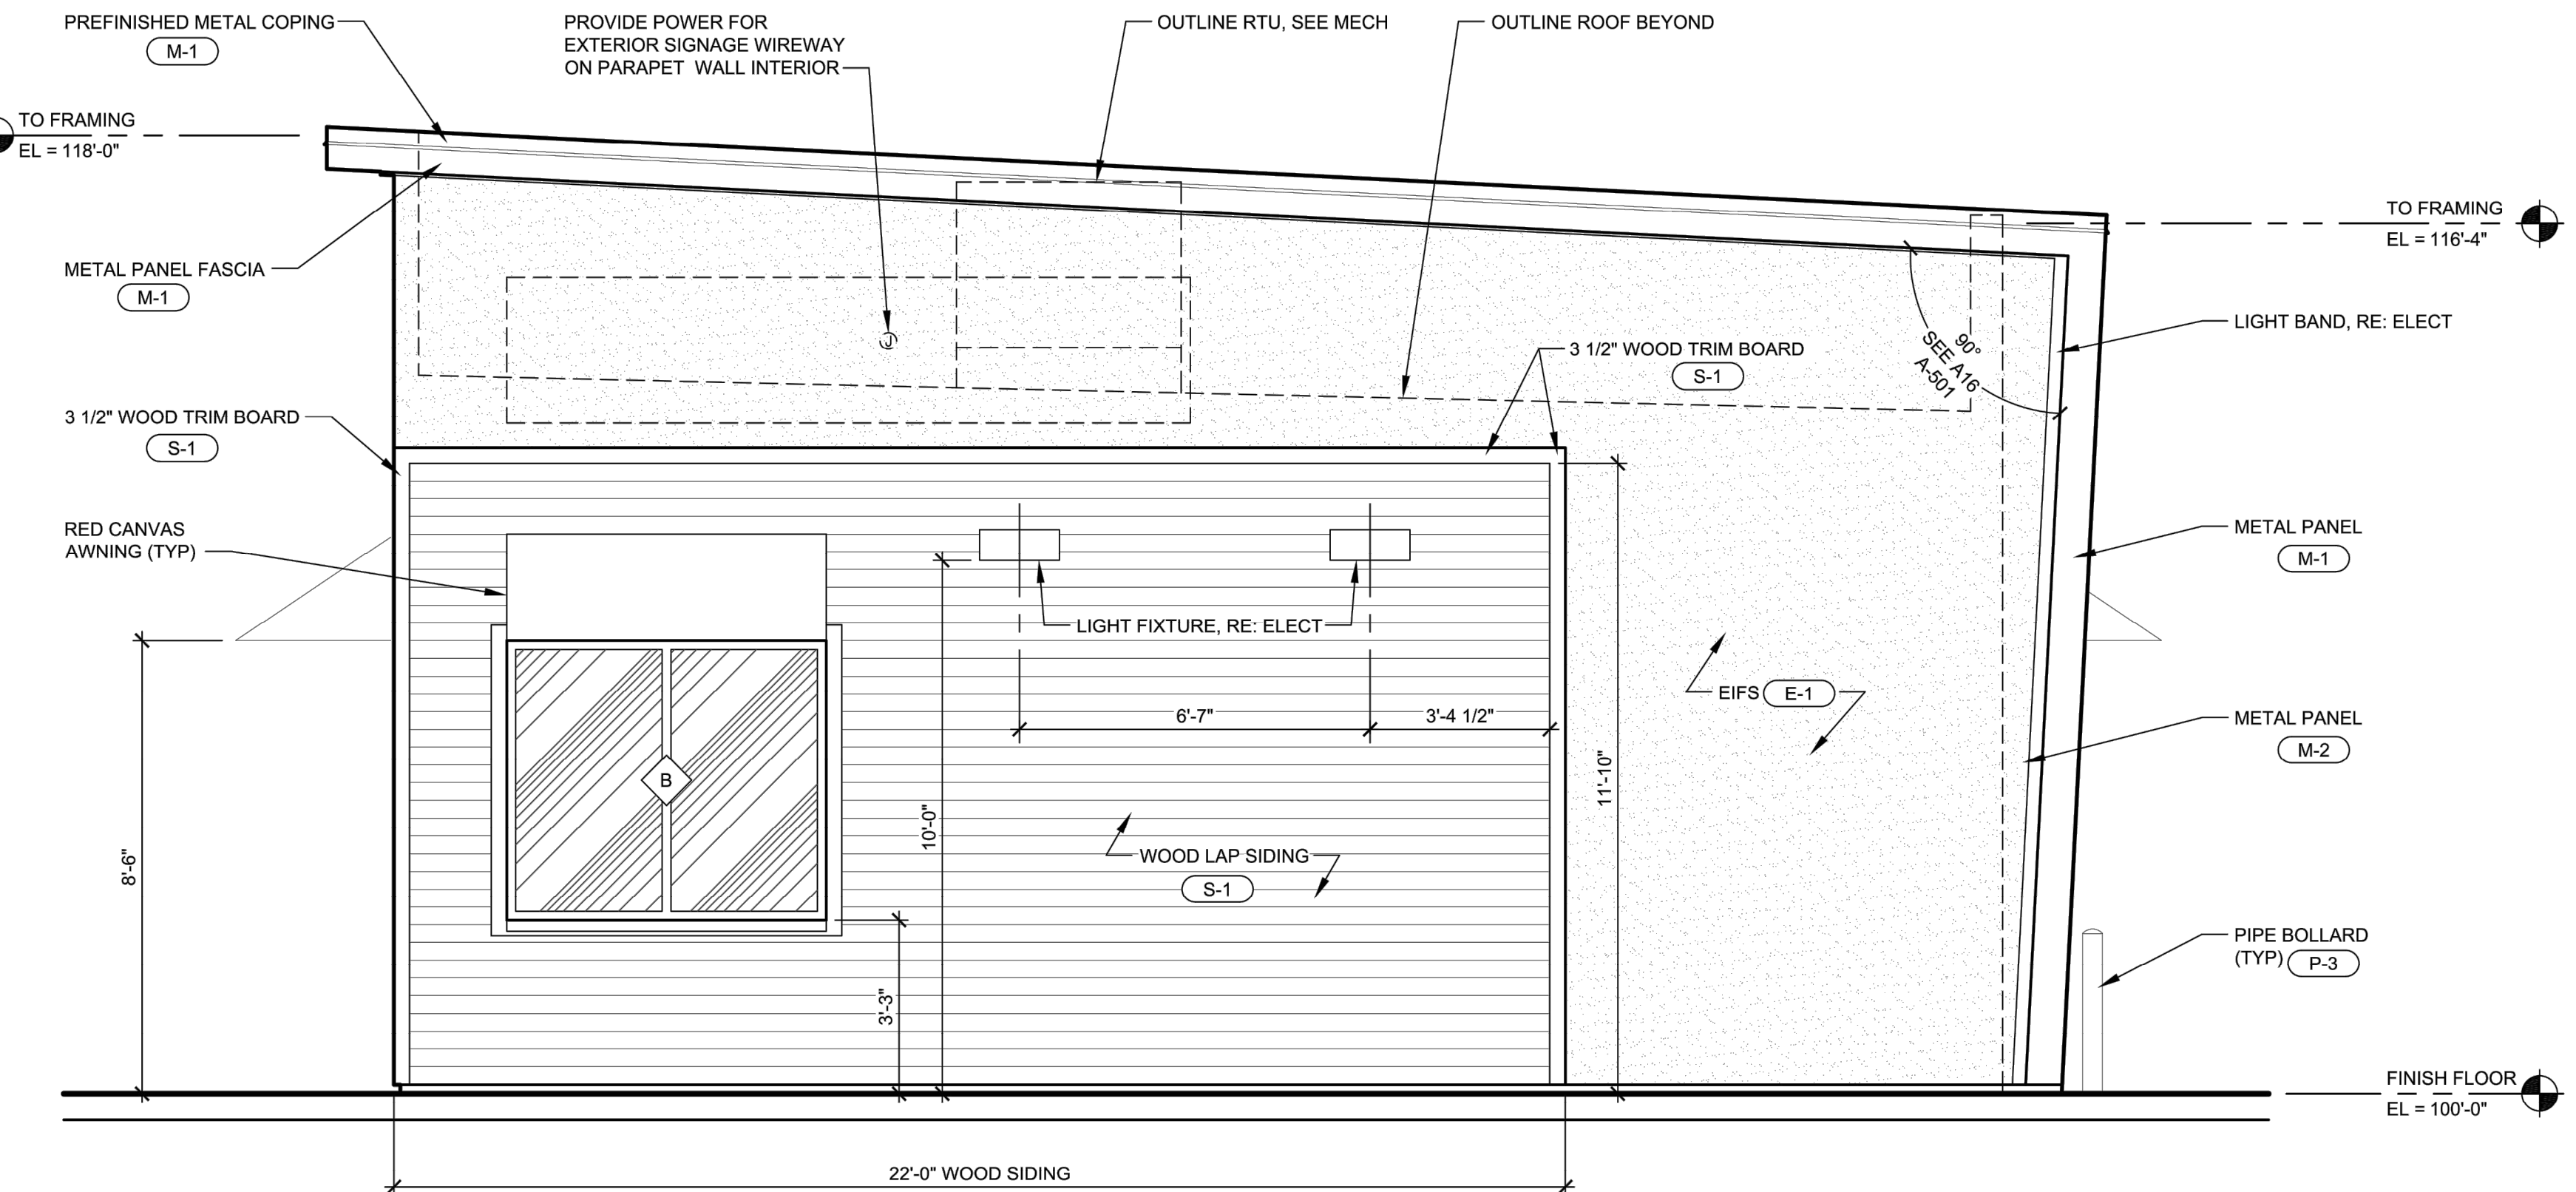 PREFINISHED METAL COPING
M-1
PROVIDE POWER FOR
EXTERIOR SIGNAGE WIREWAY
ON PARAPET WALL INTERIOR
OUTLINE RTU, SEE MECH
OUTLINE ROOF BEYOND
TO FRAMING
EL = 118'-0"
TO FRAMING
EL = 116'-4"
METAL PANEL FASCIA
M-1
J
LIGHT BAND, RE: ELECT
90°
SEE A16
A-501
3 1/2" WOOD TRIM BOARD
S-1
3 1/2" WOOD TRIM BOARD
S-1
RED CANVAS
AWNING (TYP)
METAL PANEL
M-1
LIGHT FIXTURE, RE: ELECT
EIFS E-1
6'-7"
3'-4 1/2"
METAL PANEL
M-2
B
11'-10"
10'-0"
8'-6"
WOOD LAP SIDING
S-1
3'-3"
PIPE BOLLARD
(TYP) P-3
FINISH FLOOR
EL = 100'-0"
22'-0" WOOD SIDING